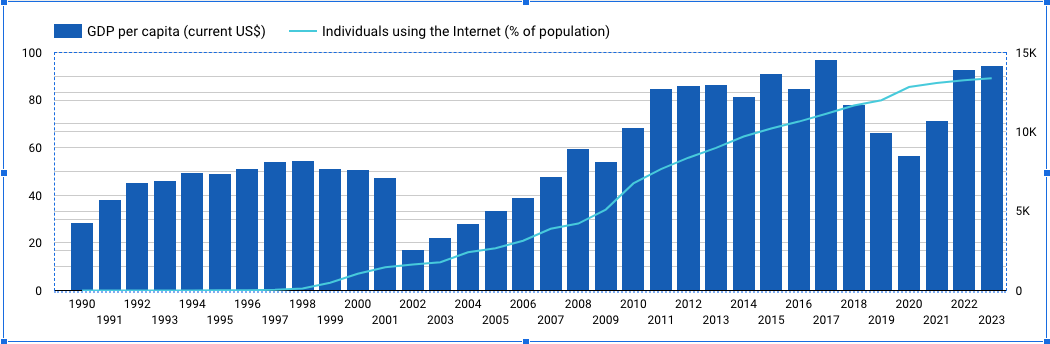 GDP per capita (current US$) Individuals using the Internet (% of population)
100 15K
80
10K
60
40
5K
20
0 0
1990 1992 1994 1996 1998 2000 2002 2004 2006 2008 2010 2012 2014 2016 2018 2020 2022
1991 1993 1995 1997 1999 2001 2003 2005 2007 2009 2011 2013 2015 2017 2019 2021 2023